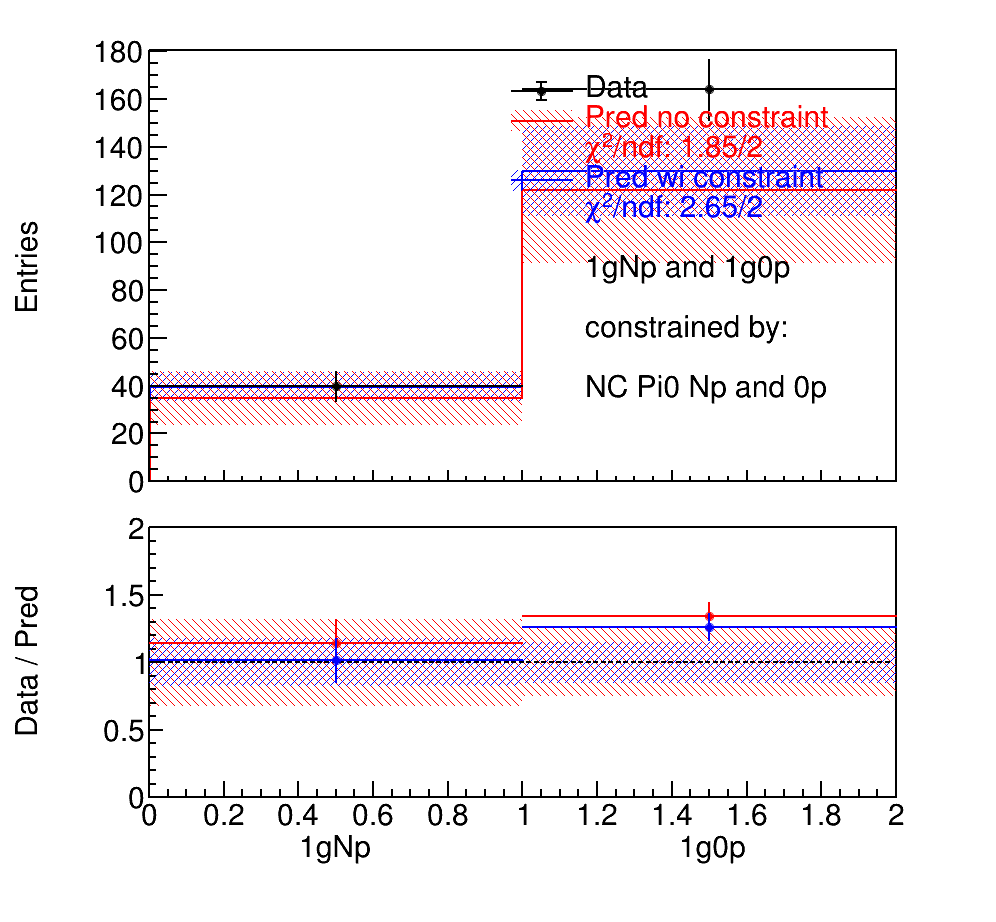 180
160
140
120
100
80
60
40
20
0
Entries
Data
Pred no constraint
χ²/ndf: 1.85/2
Pred wi constraint
χ²/ndf: 2.65/2
1gNp and 1g0p
constrained by:
NC Pi0 Np and 0p
2
1.5
1
0.5
0
Data / Pred
0 0.2 0.4 0.6 0.8 1 1.2 1.4 1.6 1.8 2
1gNp 1g0p